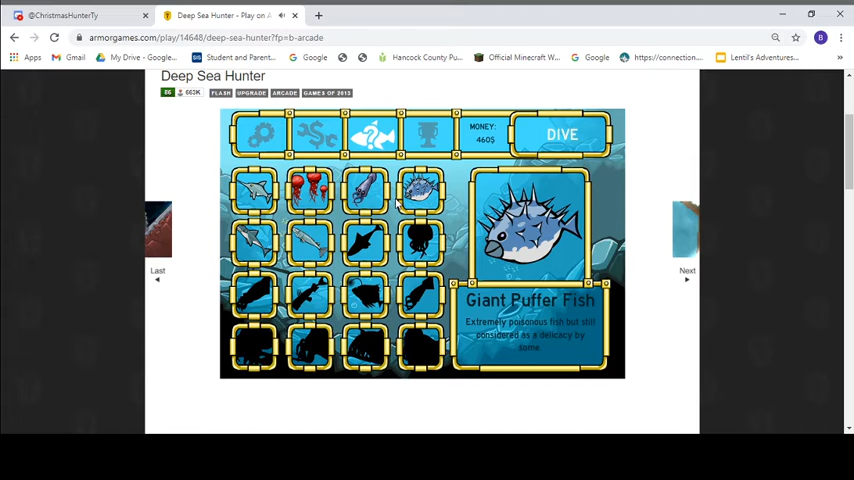 @ChristmasHunterTy
Deep Sea Hunter - Play on A
armorgames.com/play/14648/deep-sea-hunter?fp=b-arcade
B
Apps
Gmail
My Drive - Google...
SIS
Student and Parent...
Google
Hancock County Pu...
Official Minecraft W...
Google
https://connection....
Lentil's Adventures...
Deep Sea Hunter
86
663K
FLASH
UPGRADE
ARCADE
GAMES OF 2013
MONEY:
460$
DIVE
Last
Next
Giant Puffer Fish
Extremely poisonous fish but still
considered as a delicacy by
some.